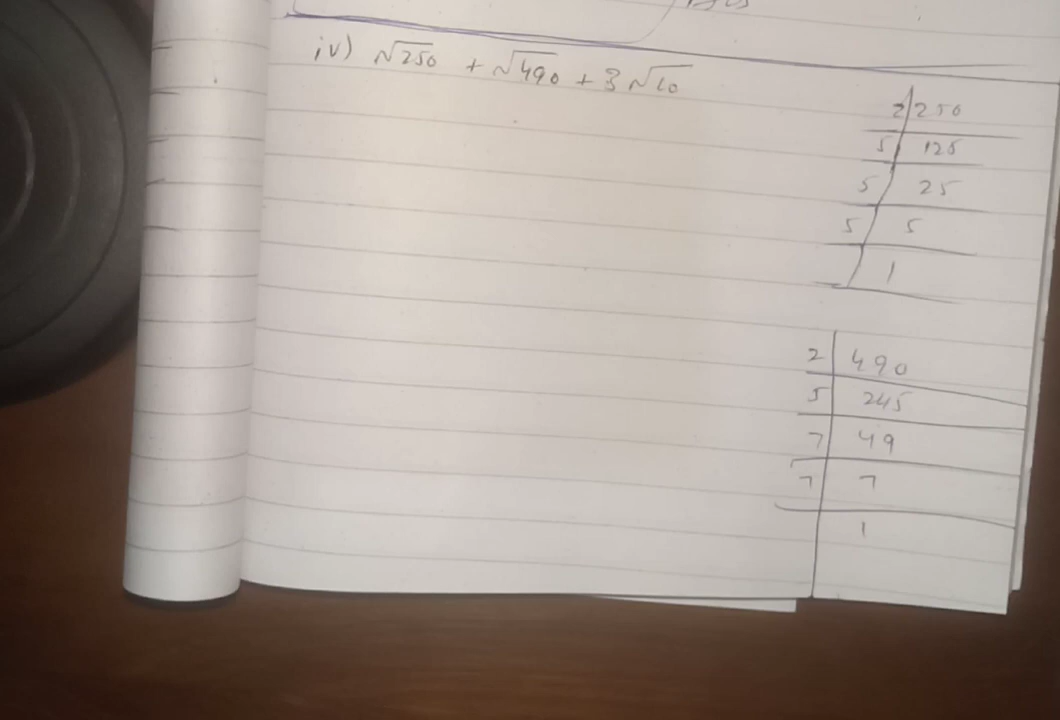 iv) √250 + √490 + 3√10
2 | 250
5 | 125
5 | 25
5 | 5
| 1
2 | 490
5 | 245
7 | 49
7 | 7
| 1